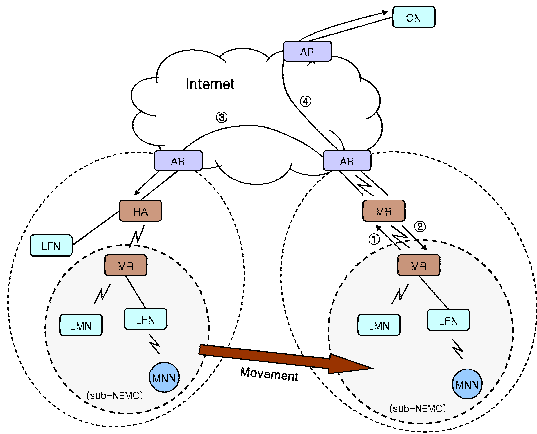 CN
AR
Internet
④
③
AR
AR
HA
MR
②
①
LFN
MR
MR
LMN
LFN
LMN
LFN
MNN
MNN
Movement
(sub-NEMO)
(sub-NEMO)